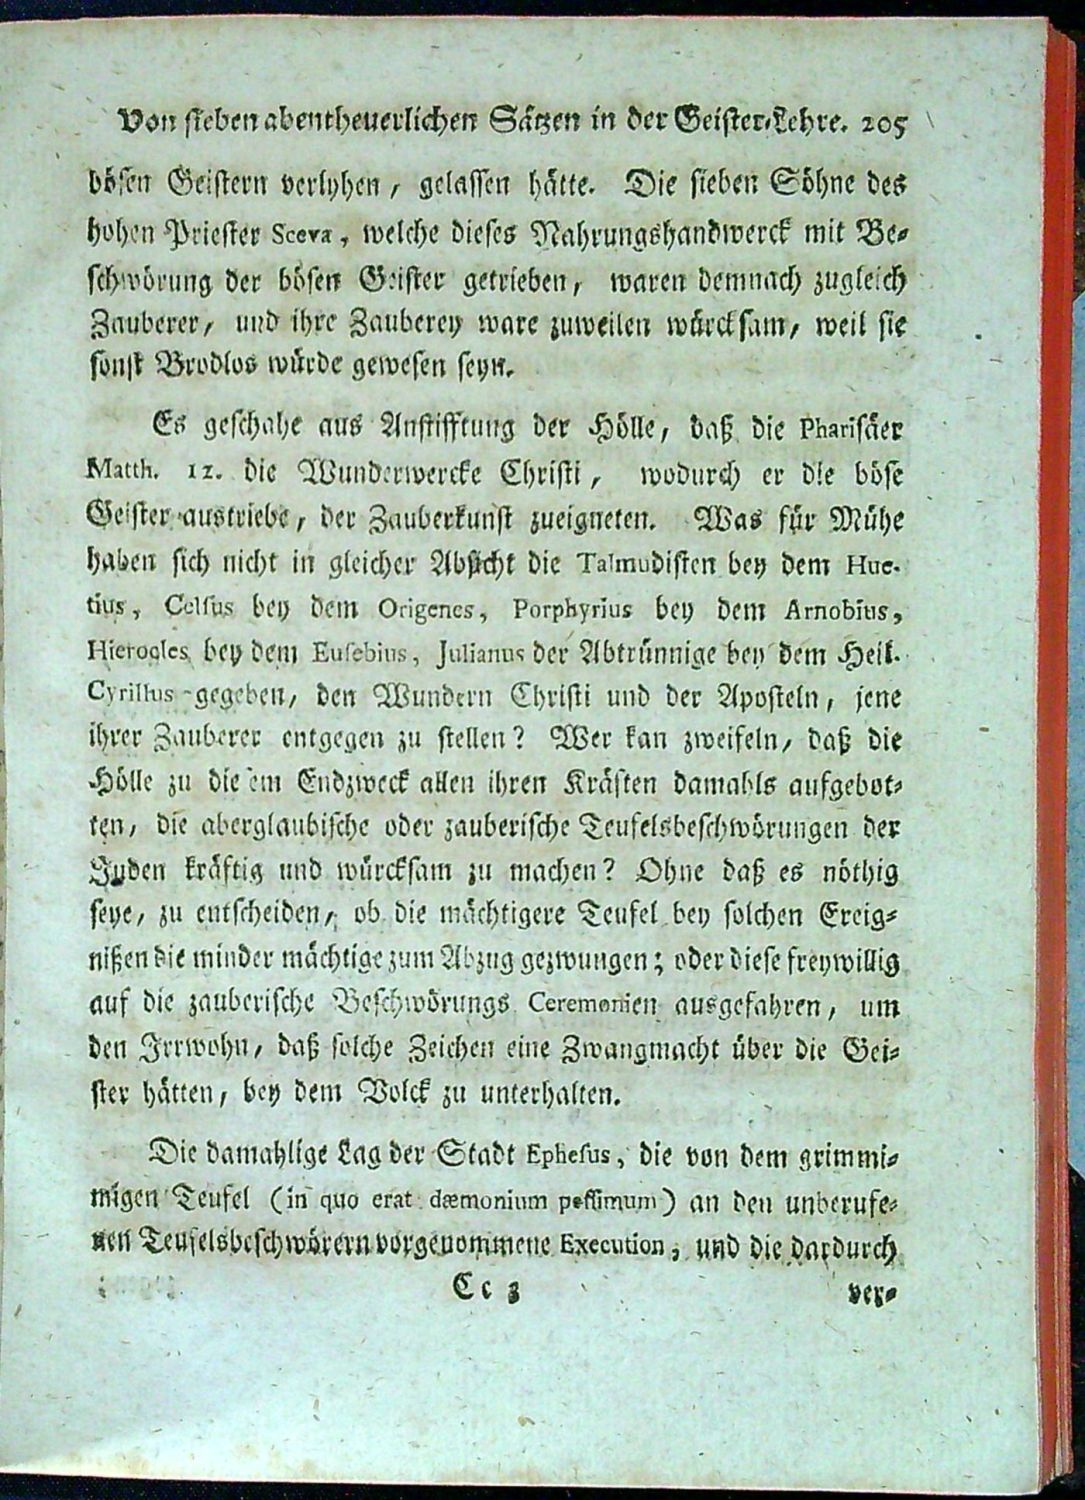 Von sieben abentheuerlichen Sätzen in der Geister-Lehre. 205
bösen Geistern verlyhen, gelassen hätte. Die sieben Söhne des
hohen Priester Sceva, welche dieses Nahrungshandwerck mit Be-
schwörung der bösen Geister getrieben, waren demnach zugleich
Zauberer, und ihre Zauberey ware zuweilen würcksam, weil sie
sonst Brodlos würde gewesen seyn.
Es geschahe aus Anstifftung der Hölle, daß die Pharisäer
Matth. 12. die Wunderwercke Christi, wodurch er die böse
Geister austriebe, der Zauberkunst zueigneten. Was für Mühe
haben sich nicht in gleicher Absicht die Talmudisten bey dem Hue-
tius, Celsus bey dem Origenes, Porphyrius bey dem Arnobius,
Hierocles bey dem Eusebius, Julianus der Abtrünnige bey dem Heil.
Cyrillus gegeben, den Wundern Christi und der Aposteln, jene
ihrer Zauberer entgegen zu stellen? Wer kan zweifeln, daß die
Hölle zu diesem Endzweck allen ihren Kräften damahls aufgebot-
ten, die aberglaubische oder zauberische Teufelsbeschwörungen der
Juden kräftig und würcksam zu machen? Ohne daß es nöthig
seye, zu entscheiden, ob die mächtigere Teufel bey solchen Ereig-
nißen die minder mächtige zum Abzug gezwungen; oder diese freywillig
auf die zauberische Beschwörungs Ceremonien ausgefahren, um
den Irrwohn, daß solche Zeichen eine Zwangmacht über die Gei-
ster hätten, bey dem Volck zu unterhalten.
Die damahlige Lag der Stadt Ephesus, die von dem grimmi-
migen Teufel (in quo erat dæmonium pessimum) an den unberufe-
nen Teufelsbeschwörern vorgenommene Execution, und die dardurch
Cc 3 ver-